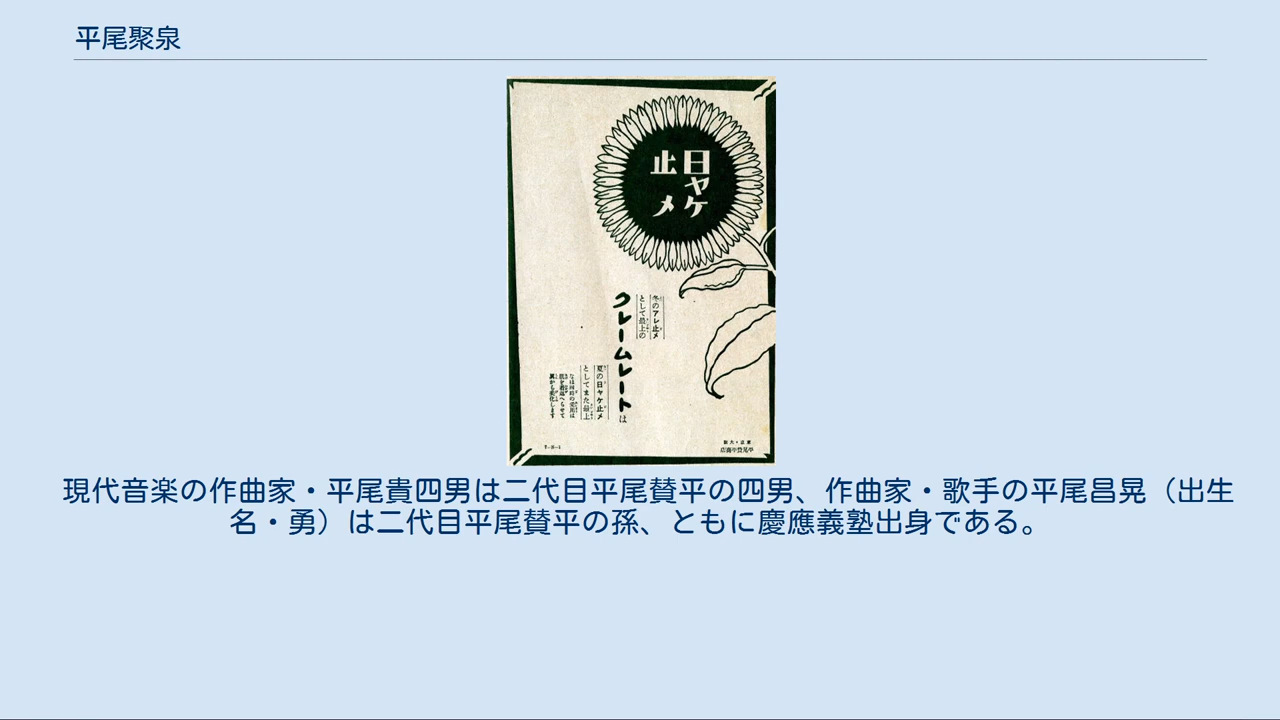 平尾聚泉
日ヤケ
止メ
冬のアレ止メ
として最上の
クレームレートは
夏の日ヤケ止メ
としてまた最上
現代音楽の作曲家・平尾貴四男は二代目平尾賛平の四男、作曲家・歌手の平尾昌晃（出生
名・勇）は二代目平尾賛平の孫、ともに慶應義塾出身である。